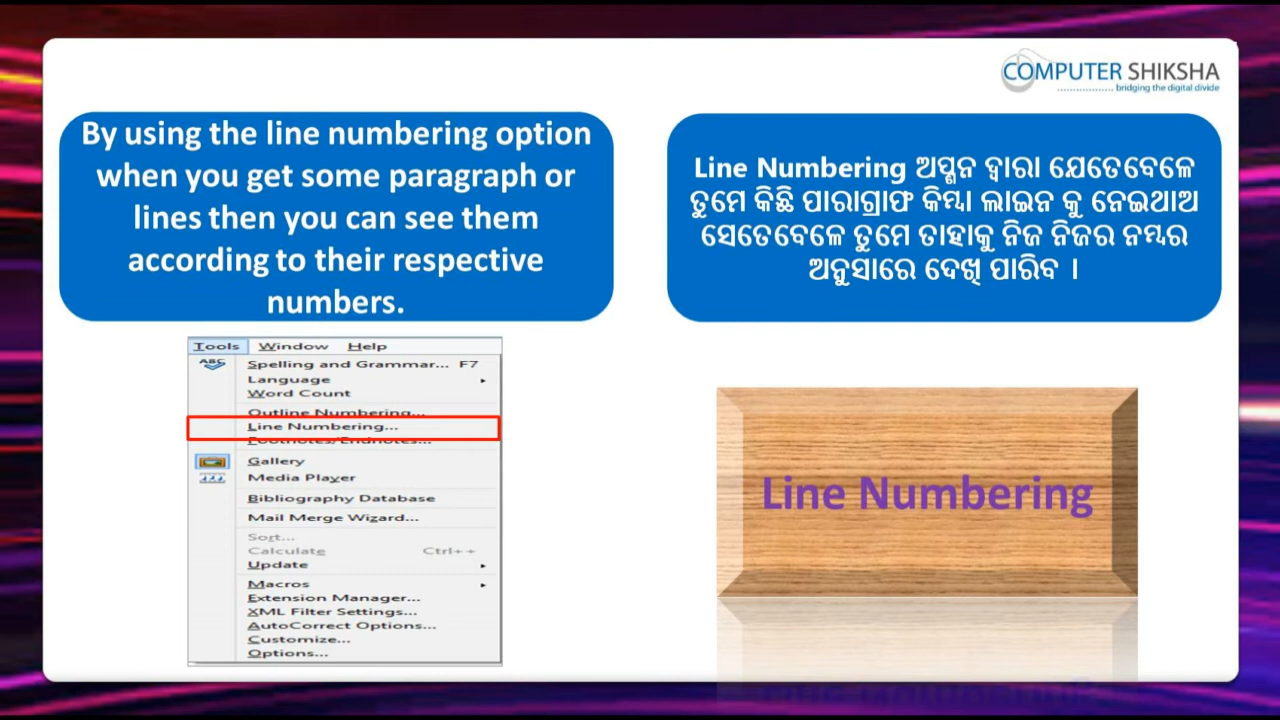 COMPUTER SHIKSHA
bridging the digital divide
By using the line numbering option
when you get some paragraph or
lines then you can see them
according to their respective
numbers.
Line Numbering ଅପ୍ସନ ଦ୍ୱାରା ଯେତେବେଳେ
ତୁମେ କିଛି ପାରାଗ୍ରାଫ କିମ୍ୱା ଲାଇନ କୁ ନେଇଥାଅ
ସେତେବେଳେ ତୁମେ ତାହାକୁ ନିଜ ନିଜର ନମ୍ୱର
ଅନୁସାରେ ଦେଖି ପାରିବ ।
Tools Window Help
Spelling and Grammar... F7
Language
Word Count
Outline Numbering...
Line Numbering...
Footnotes/Endnotes...
Gallery
Media Player
Bibliography Database
Mail Merge Wizard...
Sort...
Calculate Ctrl++
Update
Macros
Extension Manager...
XML Filter Settings...
AutoCorrect Options...
Customize...
Options...
Line Numbering